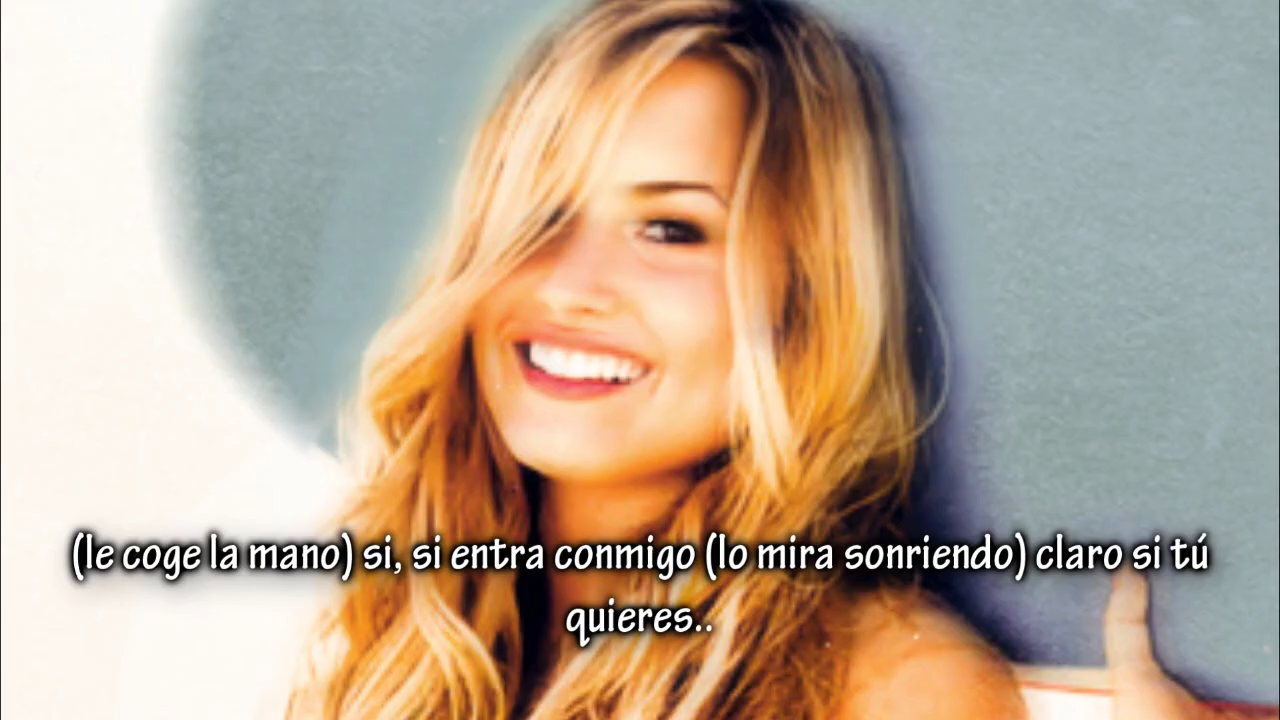 (le coge la mano) si, si entra conmigo (lo mira sonriendo) claro si tú
quieres..